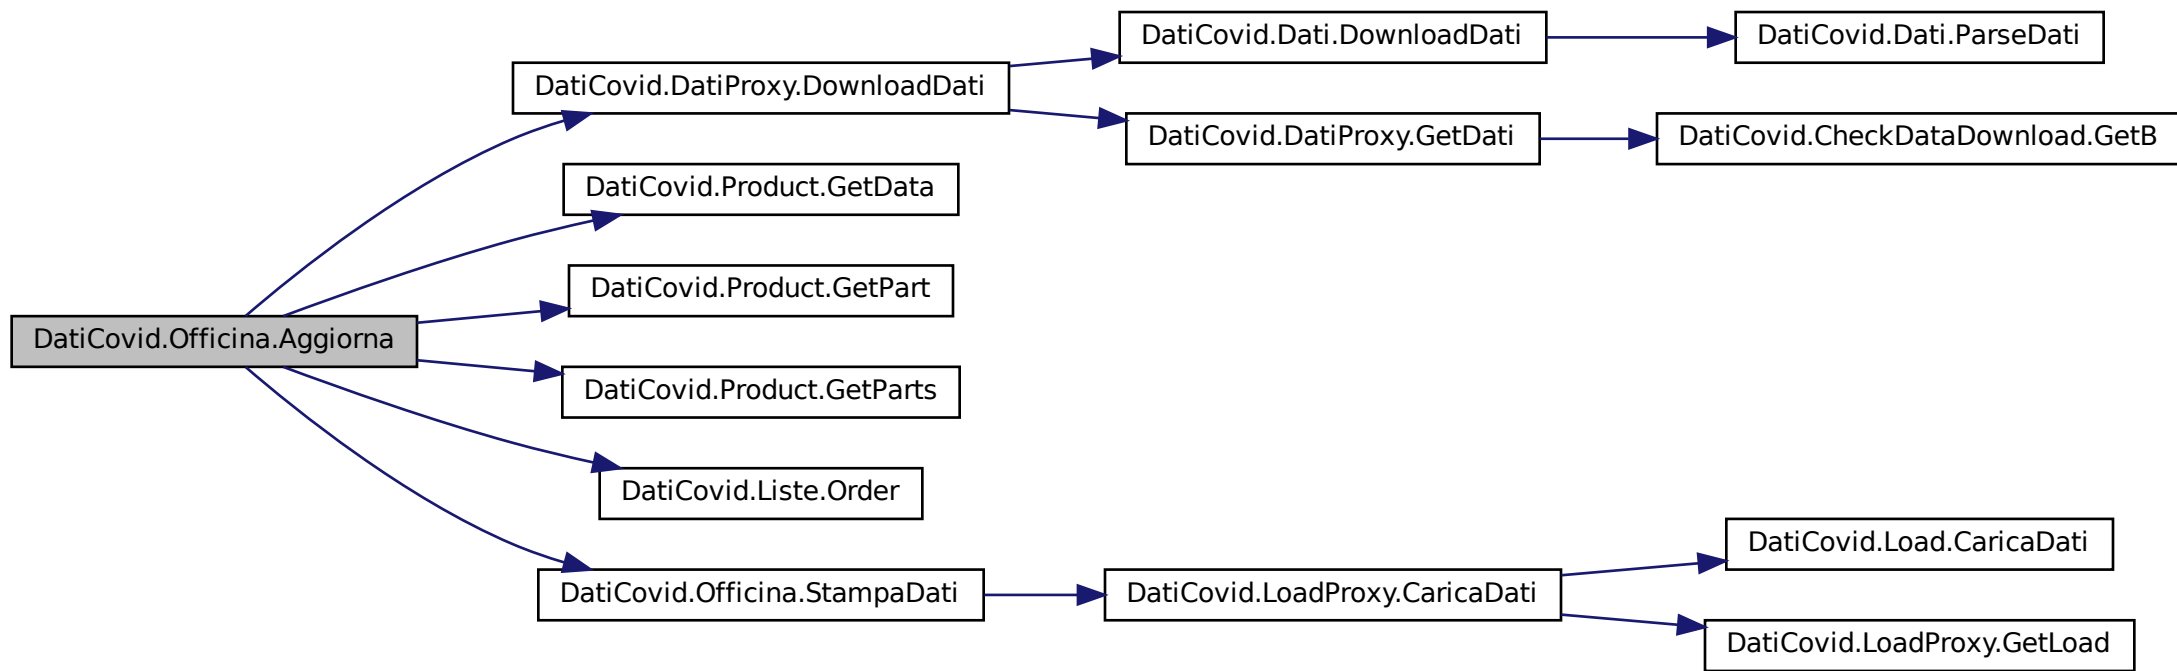 DatiCovid.Dati.DownloadDati
DatiCovid.Dati.ParseDati
DatiCovid.DatiProxy.DownloadDati
DatiCovid.DatiProxy.GetDati
DatiCovid.CheckDataDownload.GetB
DatiCovid.Product.GetData
DatiCovid.Product.GetPart
DatiCovid.Officina.Aggiorna
DatiCovid.Product.GetParts
DatiCovid.Liste.Order
DatiCovid.Load.CaricaDati
DatiCovid.Officina.StampaDati
DatiCovid.LoadProxy.CaricaDati
DatiCovid.LoadProxy.GetLoad